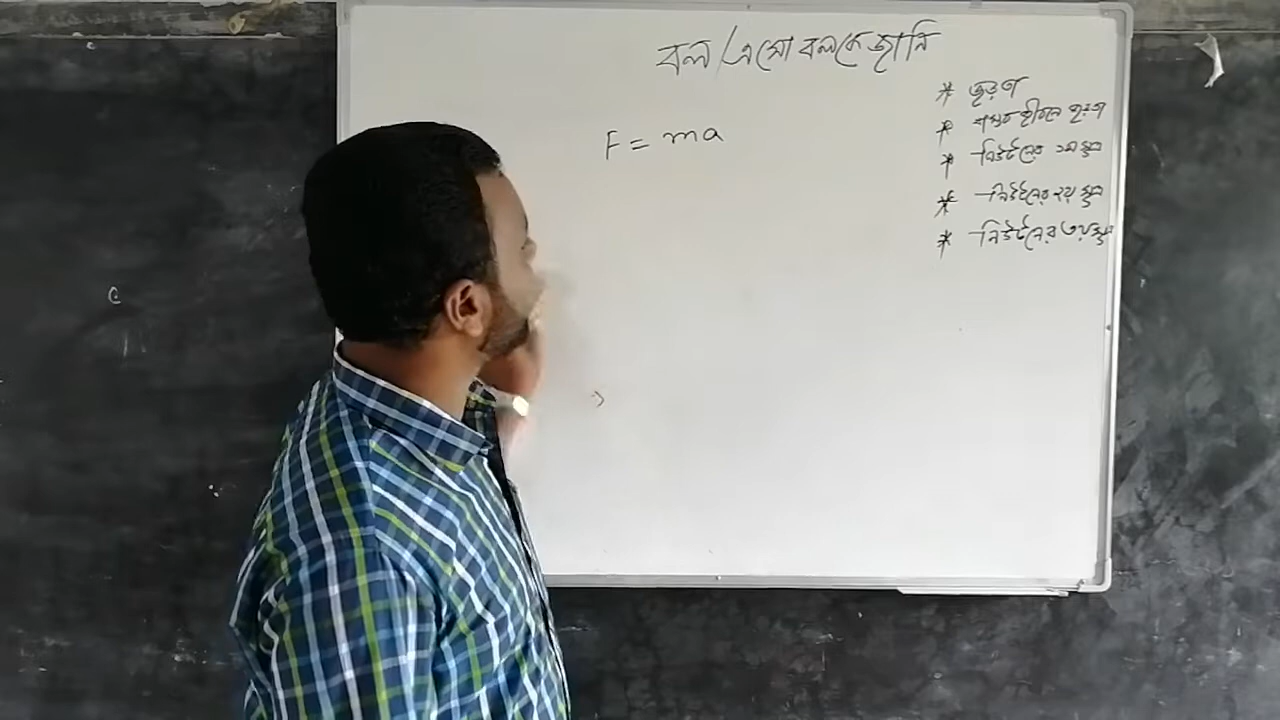 বল/এসো বলকে জানি
* ত্বরণ
F = ma
* নিউটনের ১ম সূত্র
* নিউটনের ২য় সূত্র
* নিউটনের ৩য় সূত্র